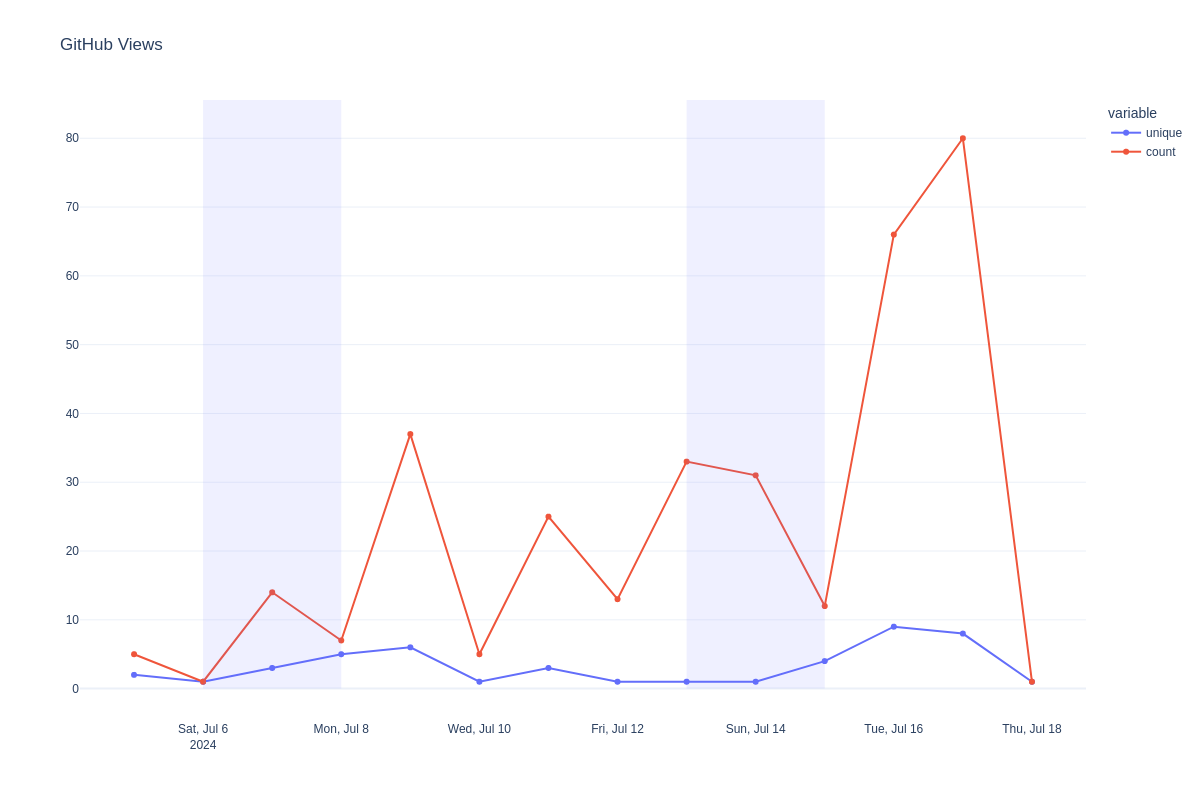 GitHub Views
variable
unique
count
80
70
60
50
40
30
20
10
0
Sat, Jul 6
2024
Mon, Jul 8
Wed, Jul 10
Fri, Jul 12
Sun, Jul 14
Tue, Jul 16
Thu, Jul 18